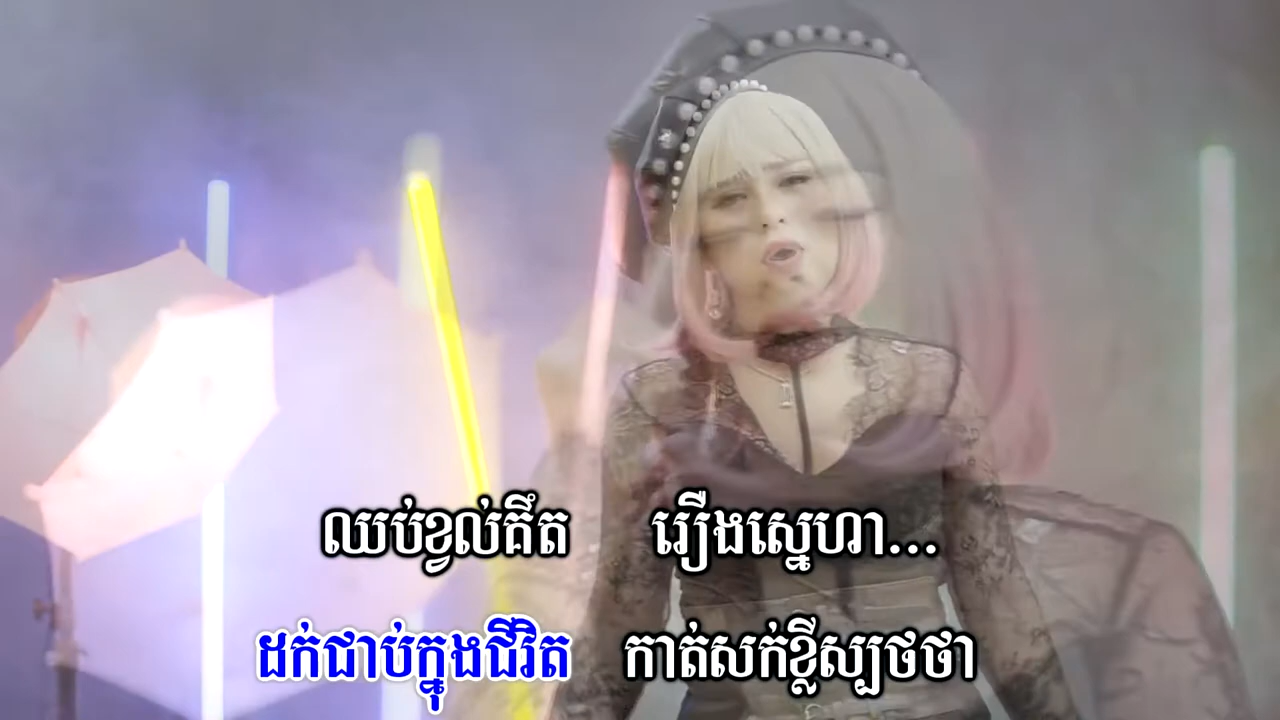 ឈប់ខ្វល់គឹត រឿងស្នេហា...
ដក់ជាប់ក្នុងជីវិត កាត់សក់ខ្លីស្បថថា